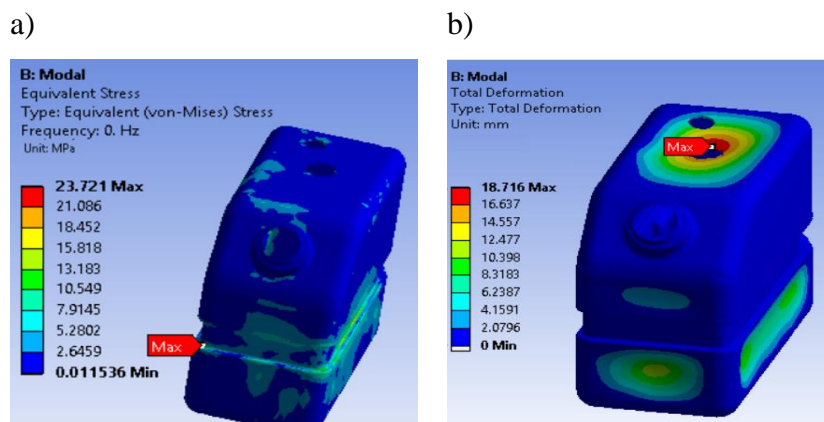 a)
B: Modal
Equivalent Stress
Type: Equivalent (von-Mises) Stress
Frequency: 0. Hz
Unit: MPa
23.721 Max
21.086
18.452
15.818
13.183
10.549
7.9145
5.2802
2.6459
0.011536 Min
Max
b)
B: Modal
Total Deformation
Type: Total Deformation
Unit: mm
Max
18.716 Max
16.637
14.557
12.477
10.398
8.3183
6.2387
4.1591
2.0796
0 Min